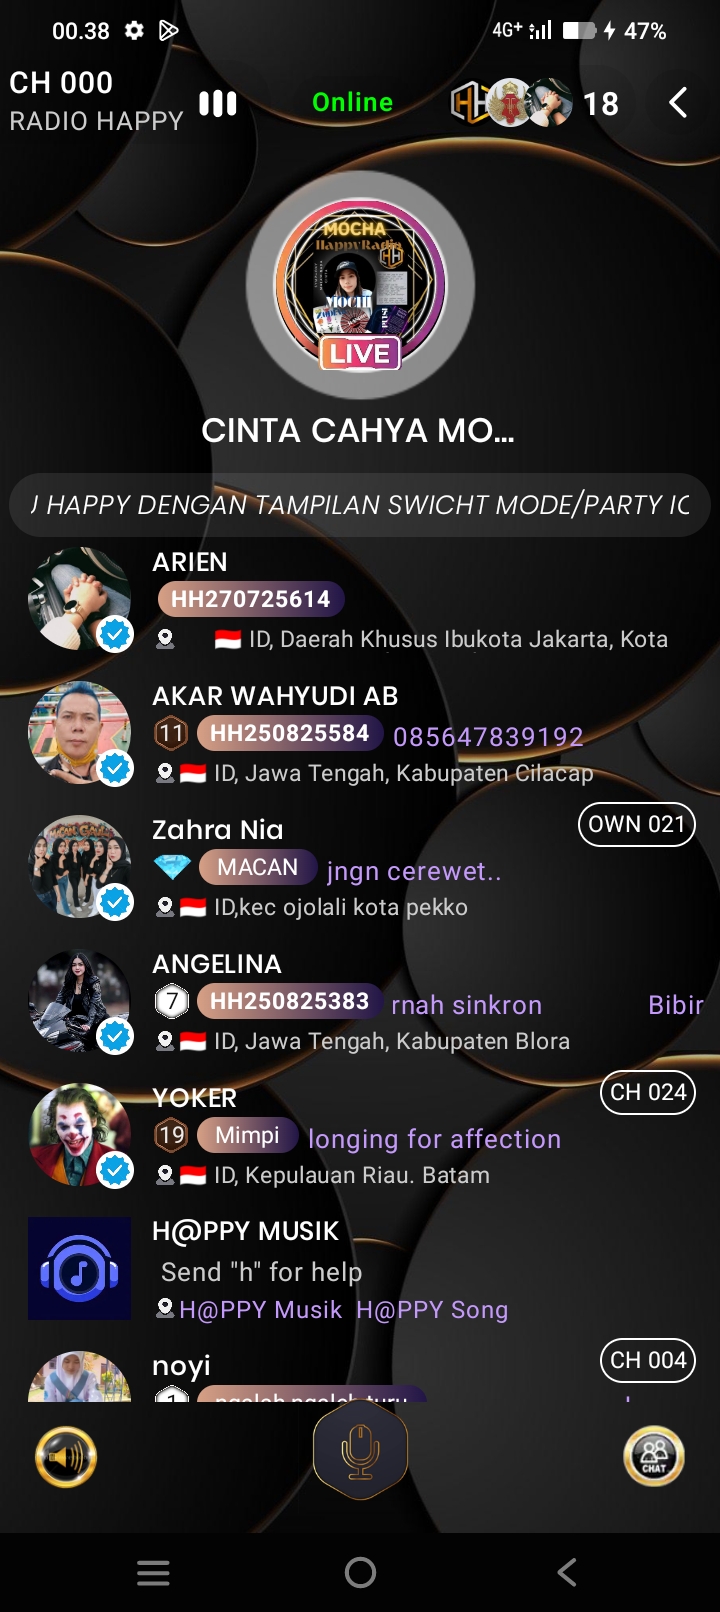 00.38
4G+
47%
CH 000
RADIO HAPPY
Online
18
MOCHA
HappyRadio
MOCHI
LIVE
CINTA CAHYA MO...
HAPPY DENGAN TAMPILAN SWICHT MODE/PARTY
ARIEN
HH270725614
ID, Daerah Khusus Ibukota Jakarta, Kota
AKAR WAHYUDI AB
11 HH250825584 085647839192
ID, Jawa Tengah, Kabupaten Cilacap
Zahra Nia
OWN 021
MACAN jngn cerewet..
ID,kec ojolali kota pekko
ANGELINA
7 HH250825383 rnah sinkron Bibir
ID, Jawa Tengah, Kabupaten Blora
YOKER
CH 024
19 Mimpi longing for affection
ID, Kepulauan Riau. Batam
H@PPY MUSIK
Send "h" for help
H@PPY Musik H@PPY Song
noyi
CH 004
CHAT